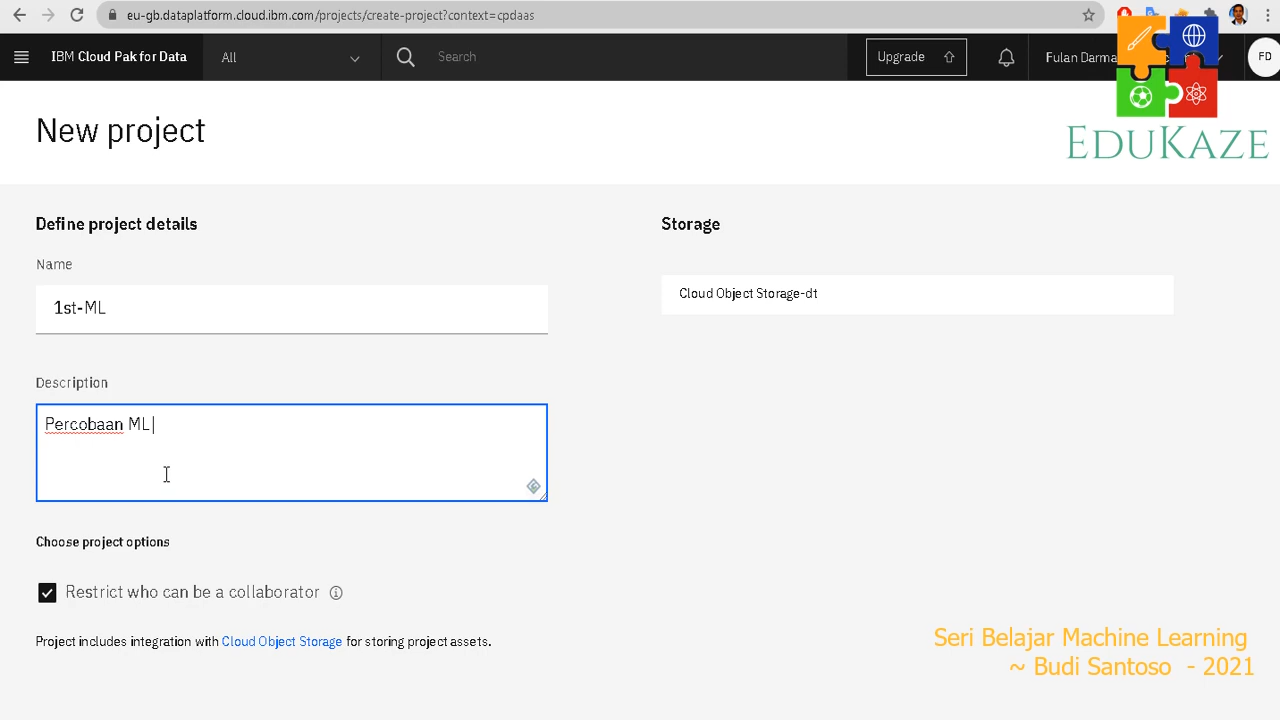 eu-gb.dataplatform.cloud.ibm.com/projects/create-project?context=cpdaas
IBM Cloud Pak for Data
All
Search
Upgrade
Fulan Darma
FD
New project
EDUKAZE
Define project details
Storage
Name
1st-ML
Cloud Object Storage-dt
Description
Percobaan ML
Choose project options
Restrict who can be a collaborator
Project includes integration with Cloud Object Storage for storing project assets.
Seri Belajar Machine Learning
~ Budi Santoso - 2021